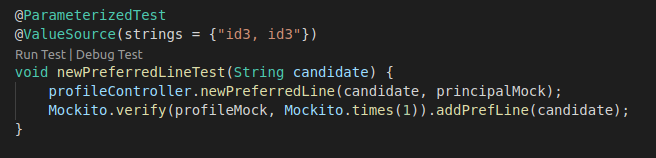 @ParameterizedTest
@ValueSource(strings = {"id3, id3"})
Run Test | Debug Test
void newPreferredLineTest(String candidate) {
    profileController.newPreferredLine(candidate, principalMock);
    Mockito.verify(profileMock, Mockito.times(1)).addPrefLine(candidate);
}